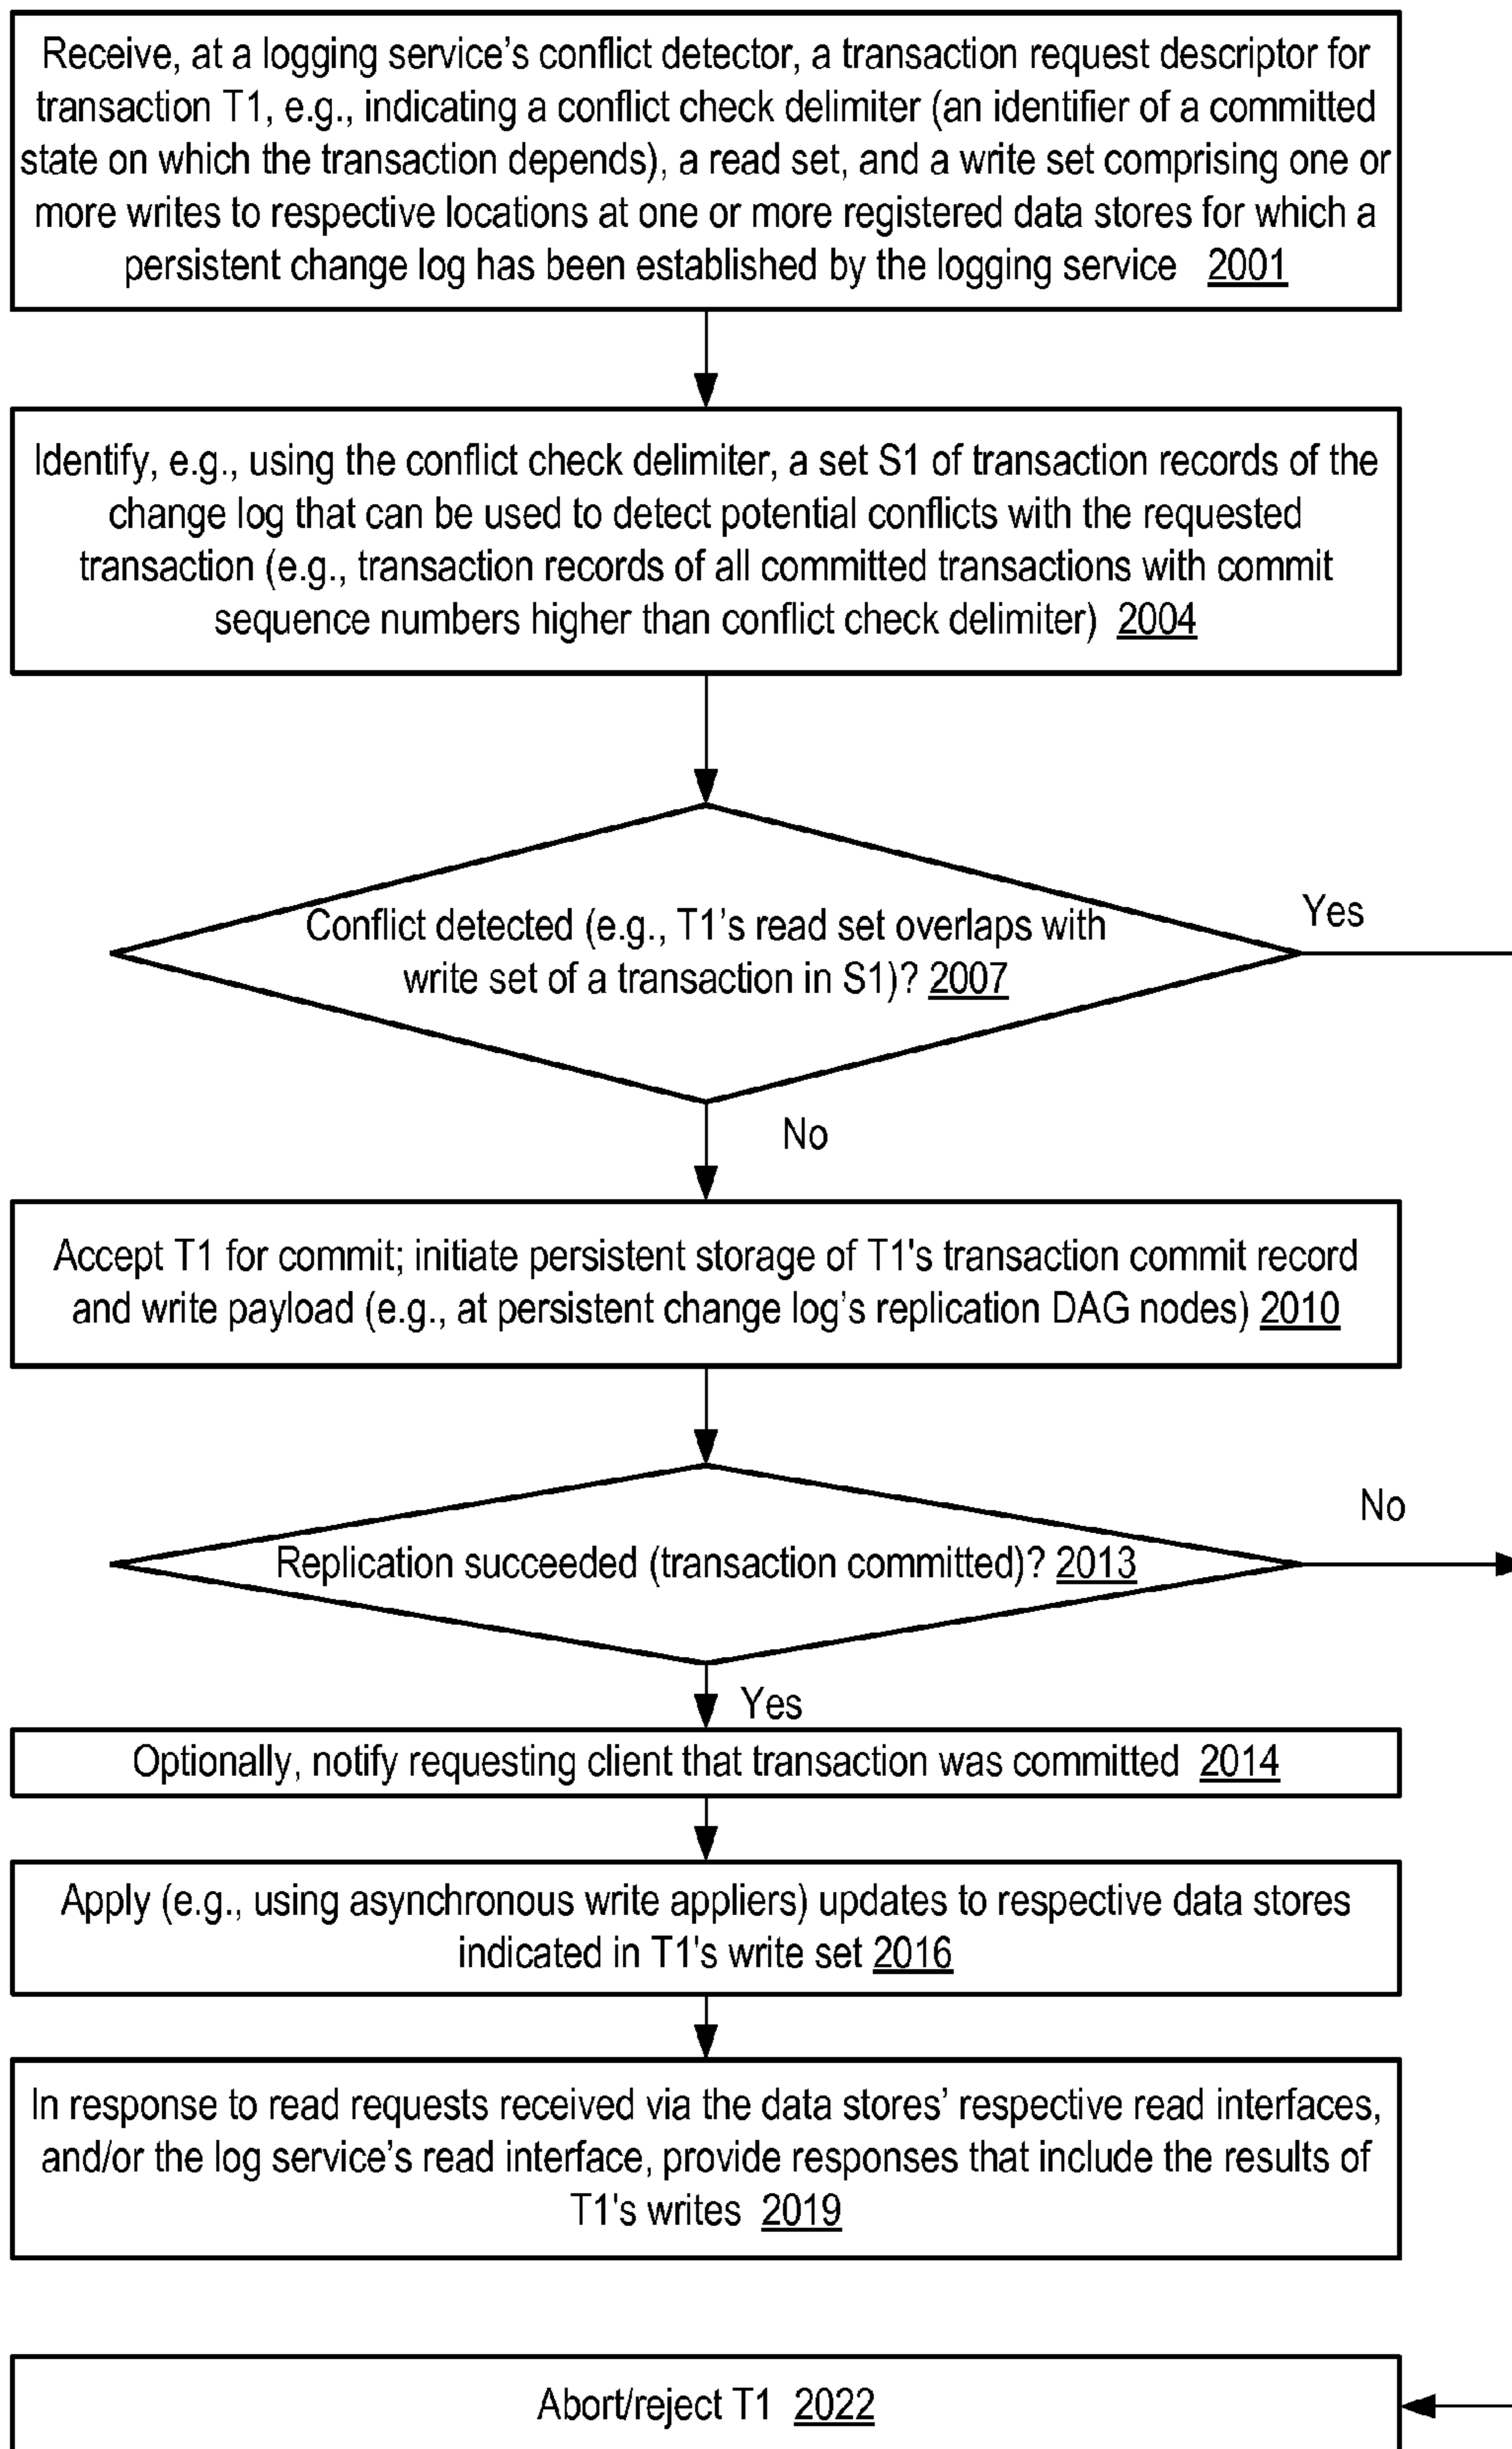 Receive, at a logging service’s conflict detector, a transaction request descriptor for
transaction T1, e.g., indicating a conflict check delimiter (an identifier of a committed
state on which the transaction depends), a read set, and a write set comprising one or
more writes to respective locations at one or more registered data stores for which a
persistent change log has been established by the logging service 2001
Identify, e.g., using the conflict check delimiter, a set S1 of transaction records of the
change log that can be used to detect potential conflicts with the requested
transaction (e.g., transaction records of all committed transactions with commit
sequence numbers higher than conflict check delimiter) 2004
Yes
Conflict detected (e.g., T1’s read set overlaps with
write set of a transaction in S1)? 2007
No
Accept T1 for commit; initiate persistent storage of T1's transaction commit record
and write payload (e.g., at persistent change log’s replication DAG nodes) 2010
No
Replication succeeded (transaction committed)? 2013
Yes
Optionally, notify requesting client that transaction was committed 2014
Apply (e.g., using asynchronous write appliers) updates to respective data stores
indicated in T1's write set 2016
In response to read requests received via the data stores’ respective read interfaces,
and/or the log service’s read interface, provide responses that include the results of
T1's writes 2019
Abort/reject T1 2022